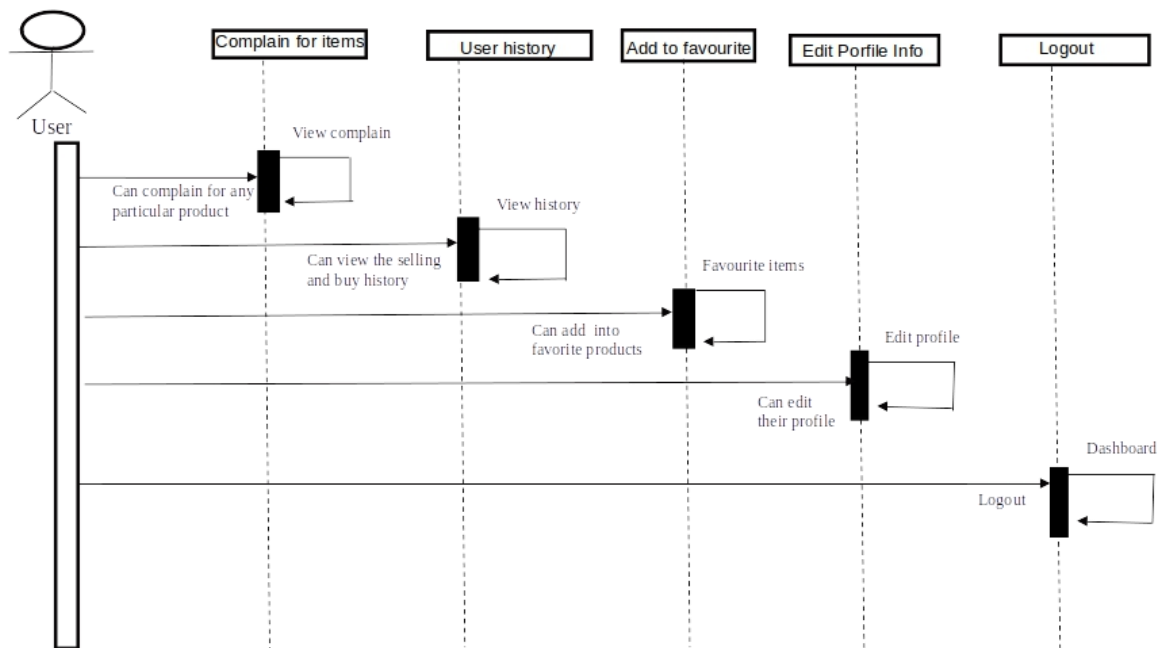 Complain for items
User history
Add to favourite
Edit Porfile Info
Logout
User
View complain
Can complain for any
particular product
View history
Can view the selling
and buy history
Favourite items
Can add into
favorite products
Edit profile
Can edit
their profile
Dashboard
Logout